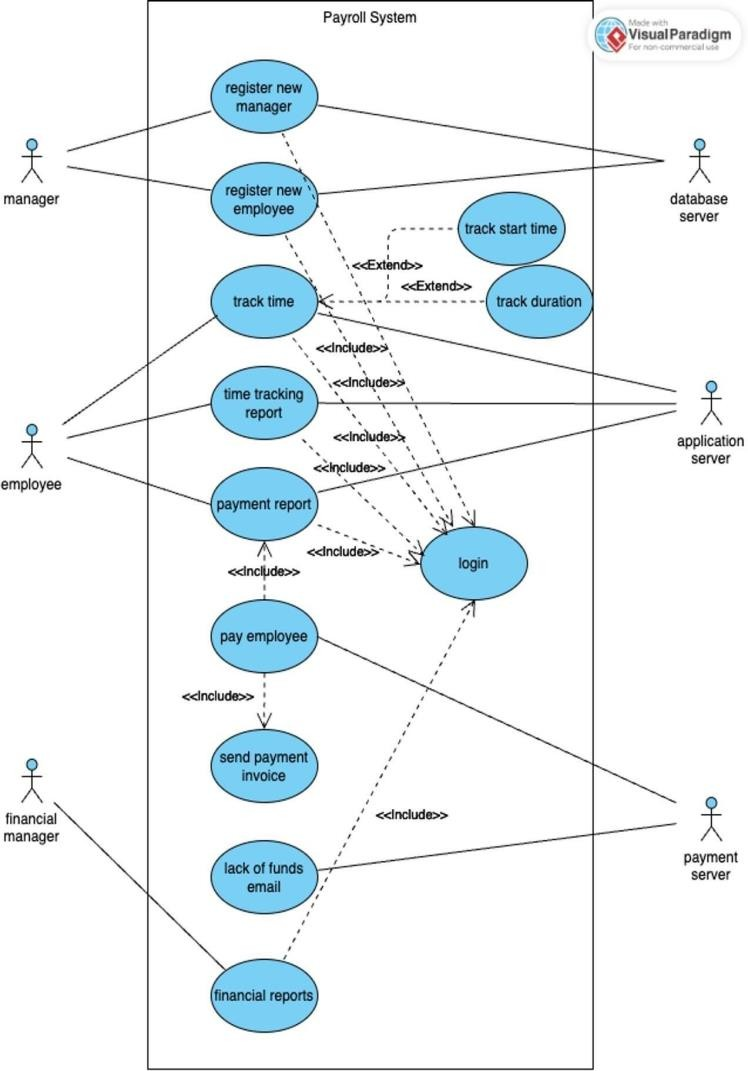 Payroll System
Made with
VisualParadigm
For non-commercial use
register new
manager
manager
register new
employee
database
server
track start time
<<Extend>>
<<Extend>>
track time
track duration
<<Include>>
<<Include>>
time tracking
report
<<Include>>
application
server
<<Include>>
employee
payment report
<<Include>>
login
<<Include>>
pay employee
<<Include>>
send payment
invoice
financial
manager
<<Include>>
payment
server
lack of funds
email
financial reports